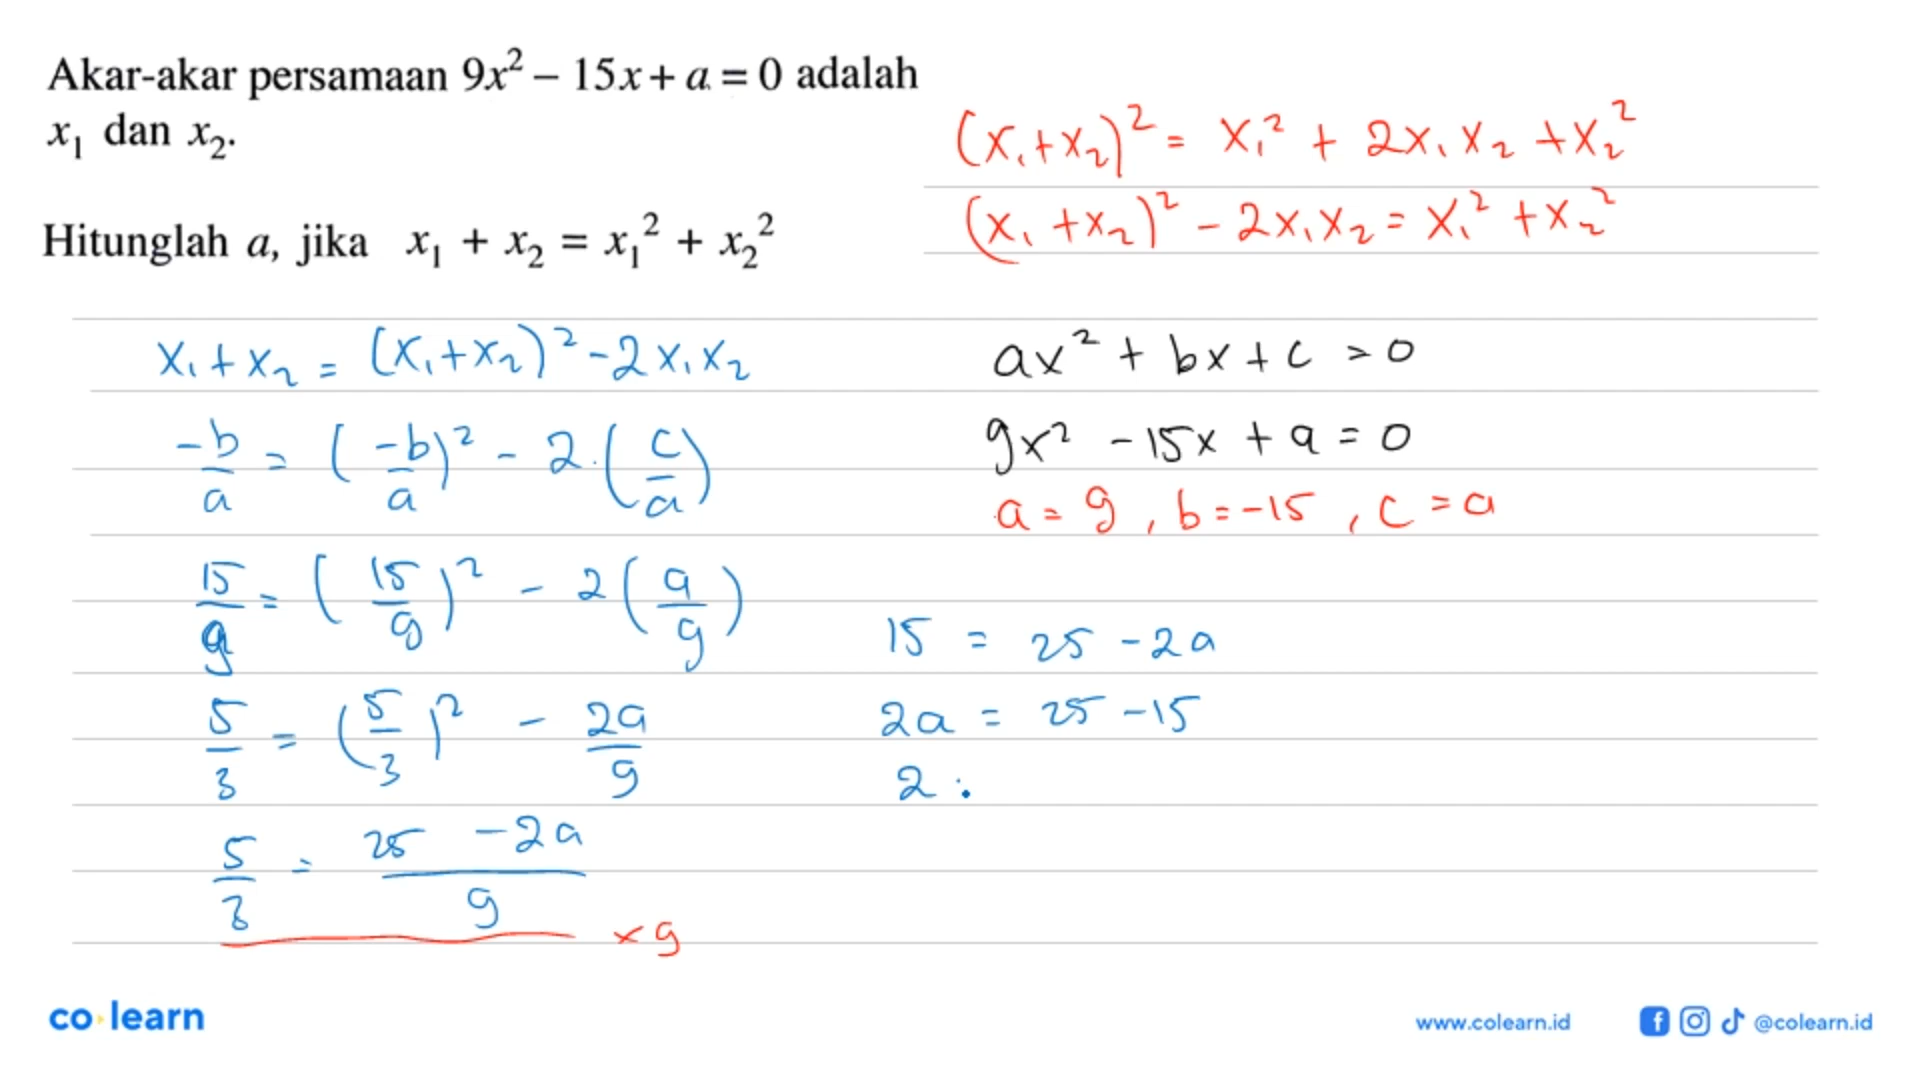 Akar-akar persamaan 9x² – 15x + a = 0 adalah
x₁ dan x₂.
Hitunglah a, jika x₁ + x₂ = x₁² + x₂²
(x₁+x₂)² = x₁² + 2x₁x₂ + x₂²
(x₁+x₂)² - 2x₁x₂ = x₁² + x₂²
x₁+x₂ = (x₁+x₂)² - 2x₁x₂
-b/a = (-b/a)² - 2.(c/a)
15/9 = (15/9)² - 2(a/9)
5/3 = (5/3)² - 2a/9
5/3 = 25 - 2a/9
x 9
ax² + bx + c = 0
9x² - 15x + a = 0
a = 9, b = -15, c = a
15 = 25 - 2a
2a = 25 - 15
2 :
co learn
www.colearn.id
@colearn.id